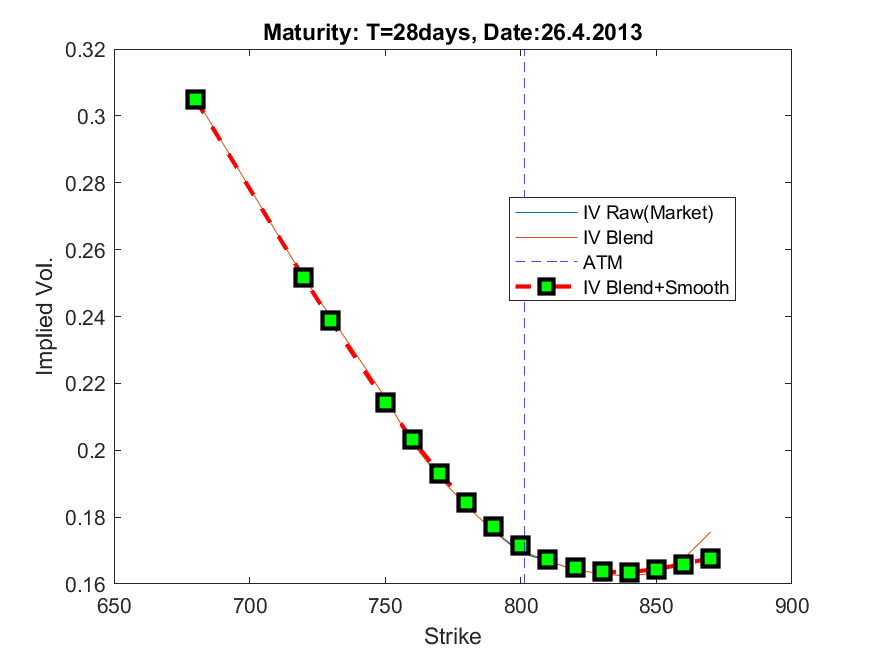 Maturity: T=28days, Date:26.4.2013
0.32
0.3
0.28
0.26
0.24
0.22
0.2
0.18
0.16
Implied Vol.
IV Raw(Market)
IV Blend
ATM
IV Blend+Smooth
650 700 750 800 850 900
Strike